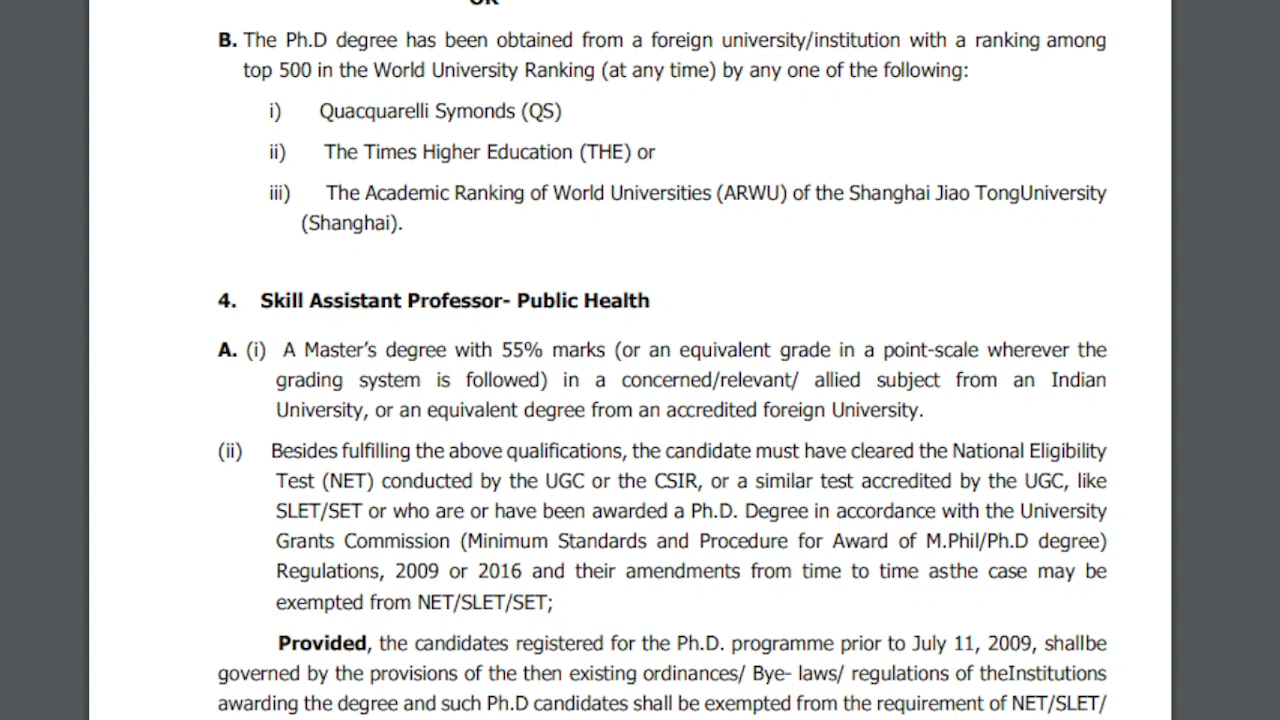 OR
B. The Ph.D degree has been obtained from a foreign university/institution with a ranking among
top 500 in the World University Ranking (at any time) by any one of the following:
i) Quacquarelli Symonds (QS)
ii) The Times Higher Education (THE) or
iii) The Academic Ranking of World Universities (ARWU) of the Shanghai Jiao TongUniversity
(Shanghai).
4. Skill Assistant Professor- Public Health
A. (i) A Master’s degree with 55% marks (or an equivalent grade in a point-scale wherever the
grading system is followed) in a concerned/relevant/ allied subject from an Indian
University, or an equivalent degree from an accredited foreign University.
(ii) Besides fulfilling the above qualifications, the candidate must have cleared the National Eligibility
Test (NET) conducted by the UGC or the CSIR, or a similar test accredited by the UGC, like
SLET/SET or who are or have been awarded a Ph.D. Degree in accordance with the University
Grants Commission (Minimum Standards and Procedure for Award of M.Phil/Ph.D degree)
Regulations, 2009 or 2016 and their amendments from time to time asthe case may be
exempted from NET/SLET/SET;
Provided, the candidates registered for the Ph.D. programme prior to July 11, 2009, shallbe
governed by the provisions of the then existing ordinances/ Bye- laws/ regulations of theInstitutions
awarding the degree and such Ph.D candidates shall be exempted from the requirement of NET/SLET/